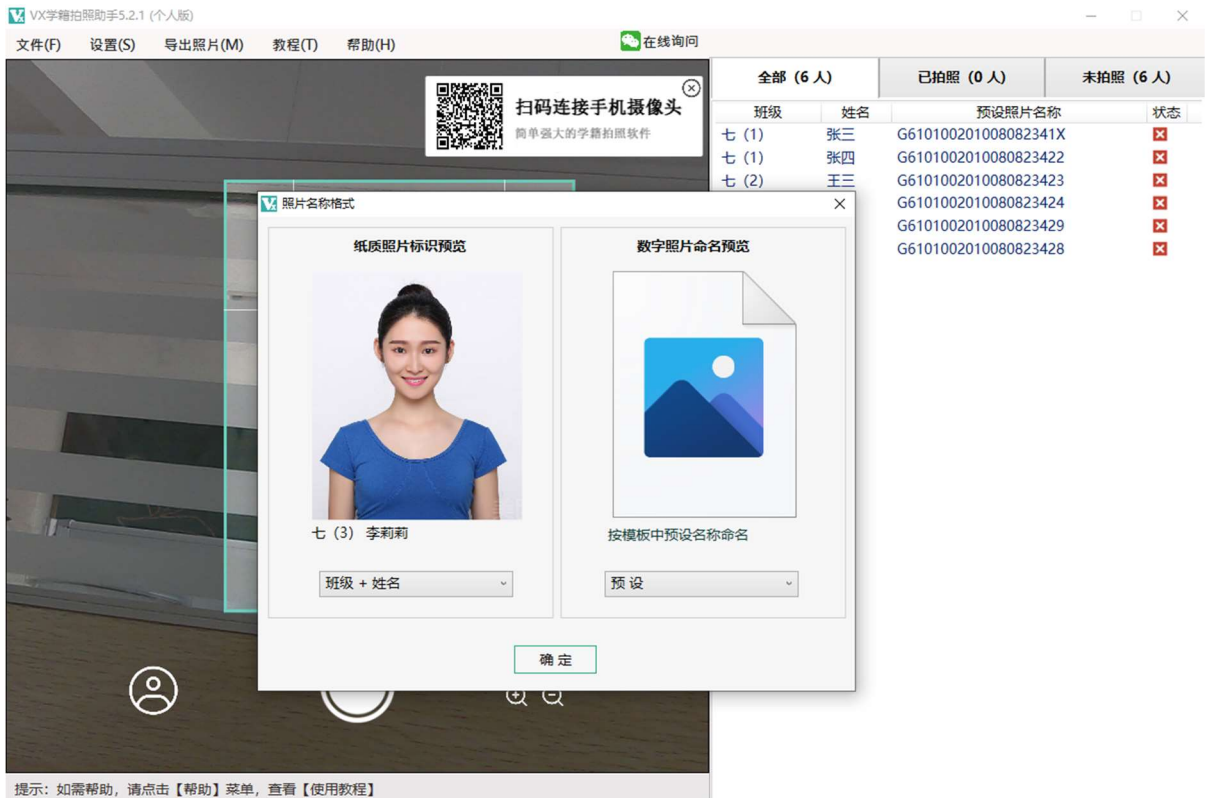 VX学籍拍照助手5.2.1 (个人版)
文件(F) 设置(S) 导出照片(M) 教程(T) 帮助(H) 在线询问
扫码连接手机摄像头
简单强大的学籍拍照软件
全部（6 人） 已拍照（0 人） 未拍照（6 人）
班级 姓名 预设照片名称 状态
七（1） 张三 G610100201008082341X
七（1） 张四 G6101002010080823422
七（2） 王三 G6101002010080823423
G6101002010080823424
G6101002010080823429
G6101002010080823428
照片名称格式
纸质照片标识预览
七（3） 李莉莉
班级 + 姓名
数字照片命名预览
按模板中预设名称命名
预 设
确 定
提示：如需帮助，请点击【帮助】菜单，查看【使用教程】